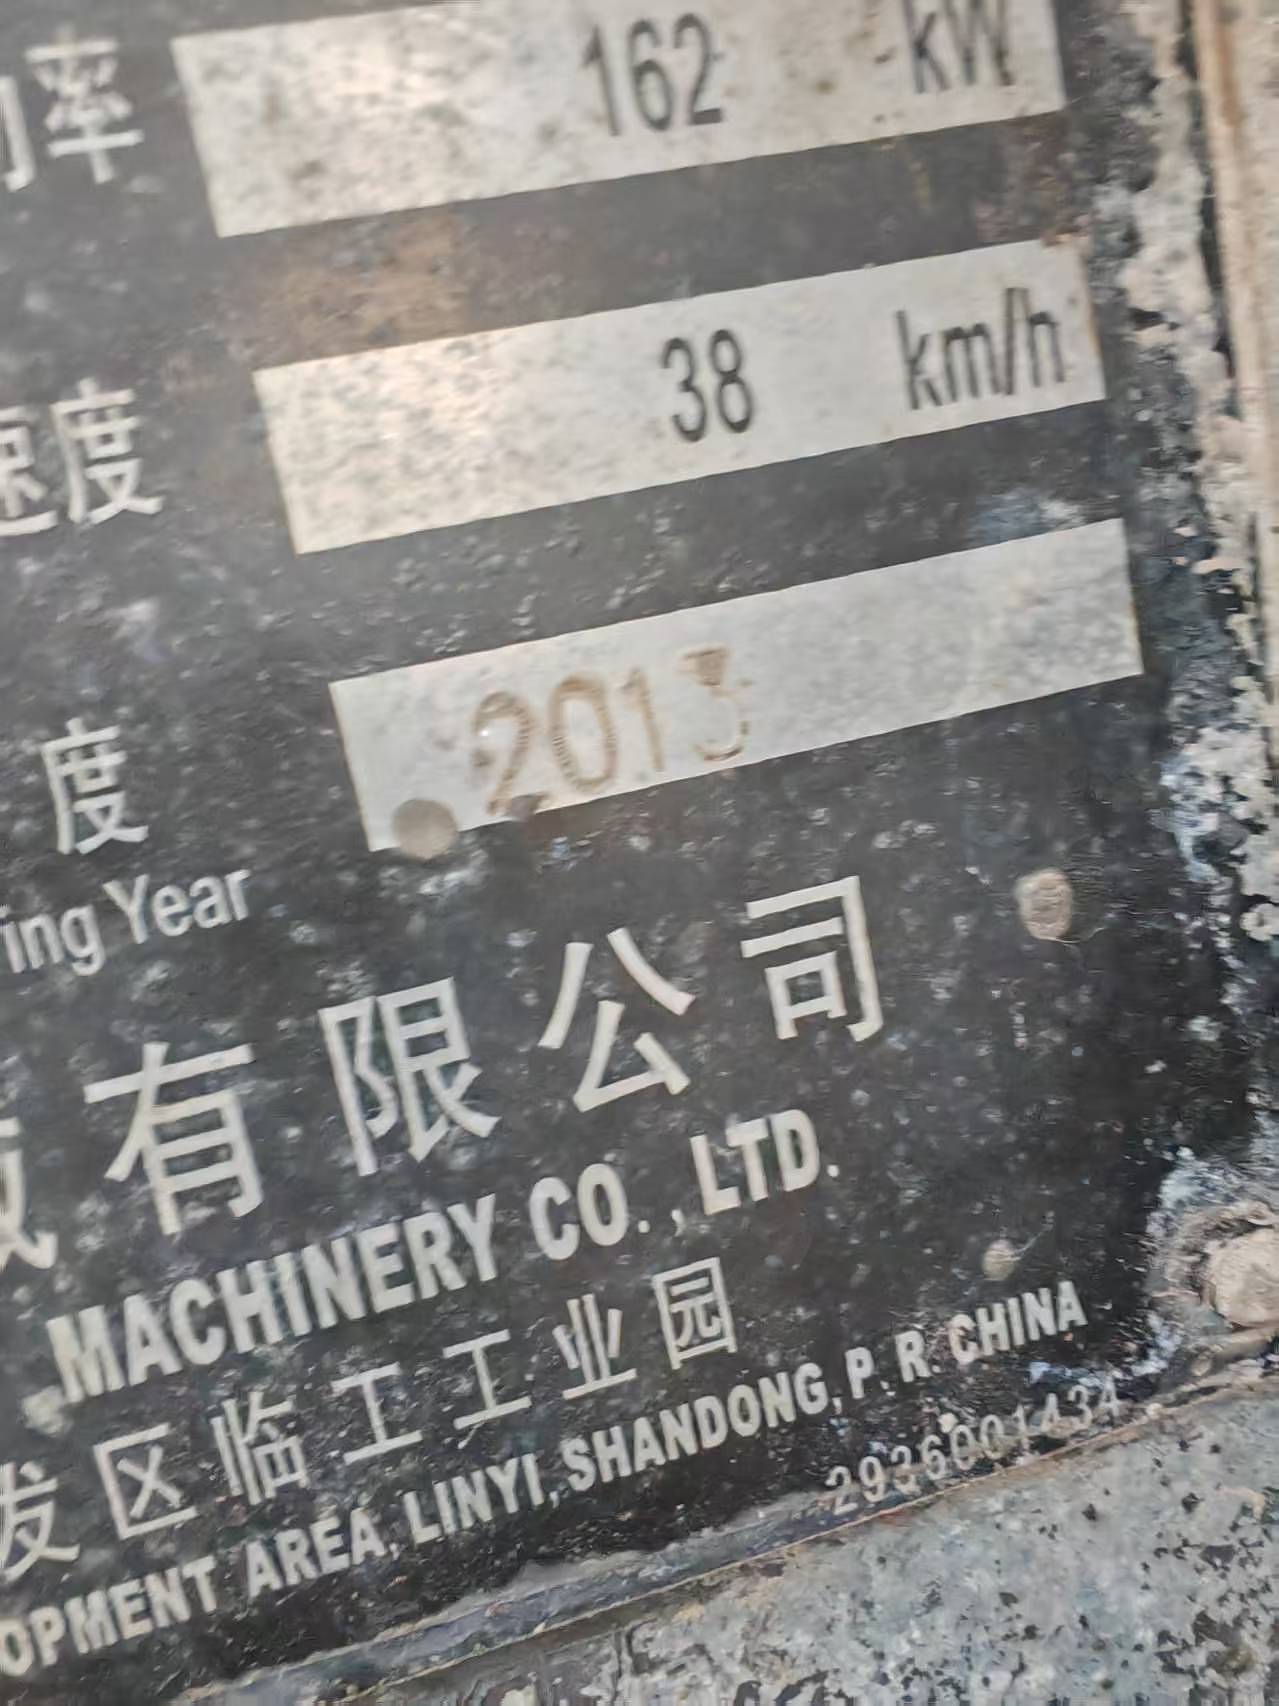 率 162 kW
速度 38 km/h
度 2013
ing Year
有限公司
MACHINERY CO.,LTD.
发区临工工业园
OPMENT AREA, LINYI, SHANDONG, P. R. CHINA
2936001434